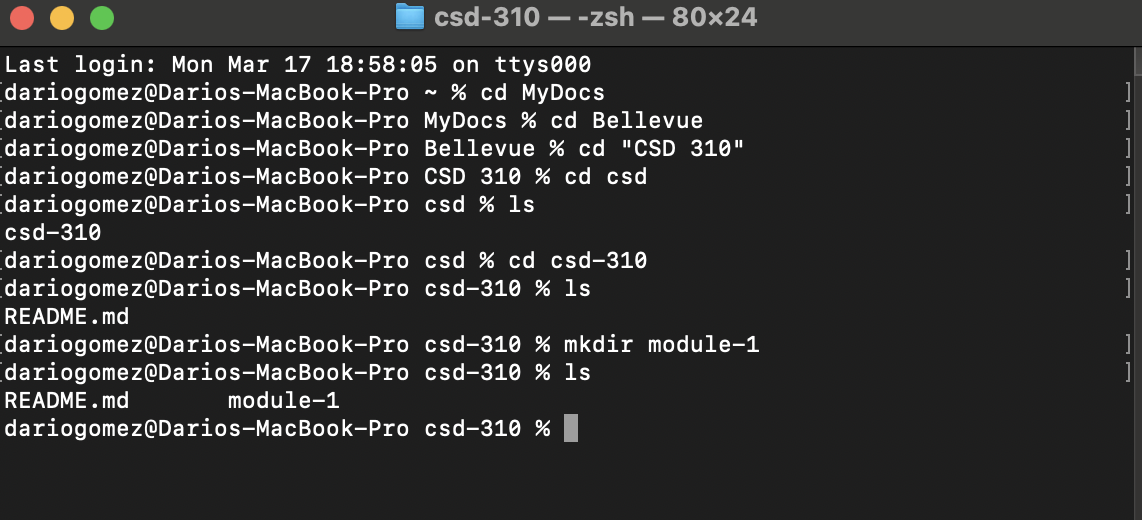 csd-310 — -zsh — 80×24
Last login: Mon Mar 17 18:58:05 on ttys000
[dariogomez@Darios-MacBook-Pro ~ % cd MyDocs ]
[dariogomez@Darios-MacBook-Pro MyDocs % cd Bellevue ]
[dariogomez@Darios-MacBook-Pro Bellevue % cd "CSD 310" ]
[dariogomez@Darios-MacBook-Pro CSD 310 % cd csd ]
[dariogomez@Darios-MacBook-Pro csd % ls ]
csd-310
[dariogomez@Darios-MacBook-Pro csd % cd csd-310 ]
[dariogomez@Darios-MacBook-Pro csd-310 % ls ]
README.md
[dariogomez@Darios-MacBook-Pro csd-310 % mkdir module-1 ]
[dariogomez@Darios-MacBook-Pro csd-310 % ls ]
README.md module-1
dariogomez@Darios-MacBook-Pro csd-310 %